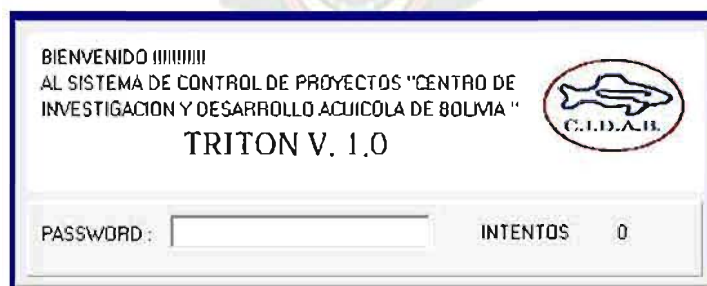 BIENVENIDO !!!!!!!!!!
AL SISTEMA DE CONTROL DE PROYECTOS "CENTRO DE
INVESTIGACION Y DESARROLLO ACUICOLA DE BOLIVIA "
TRITON V. 1.0
C.I.D.A.B.
PASSWORD :
INTENTOS 0